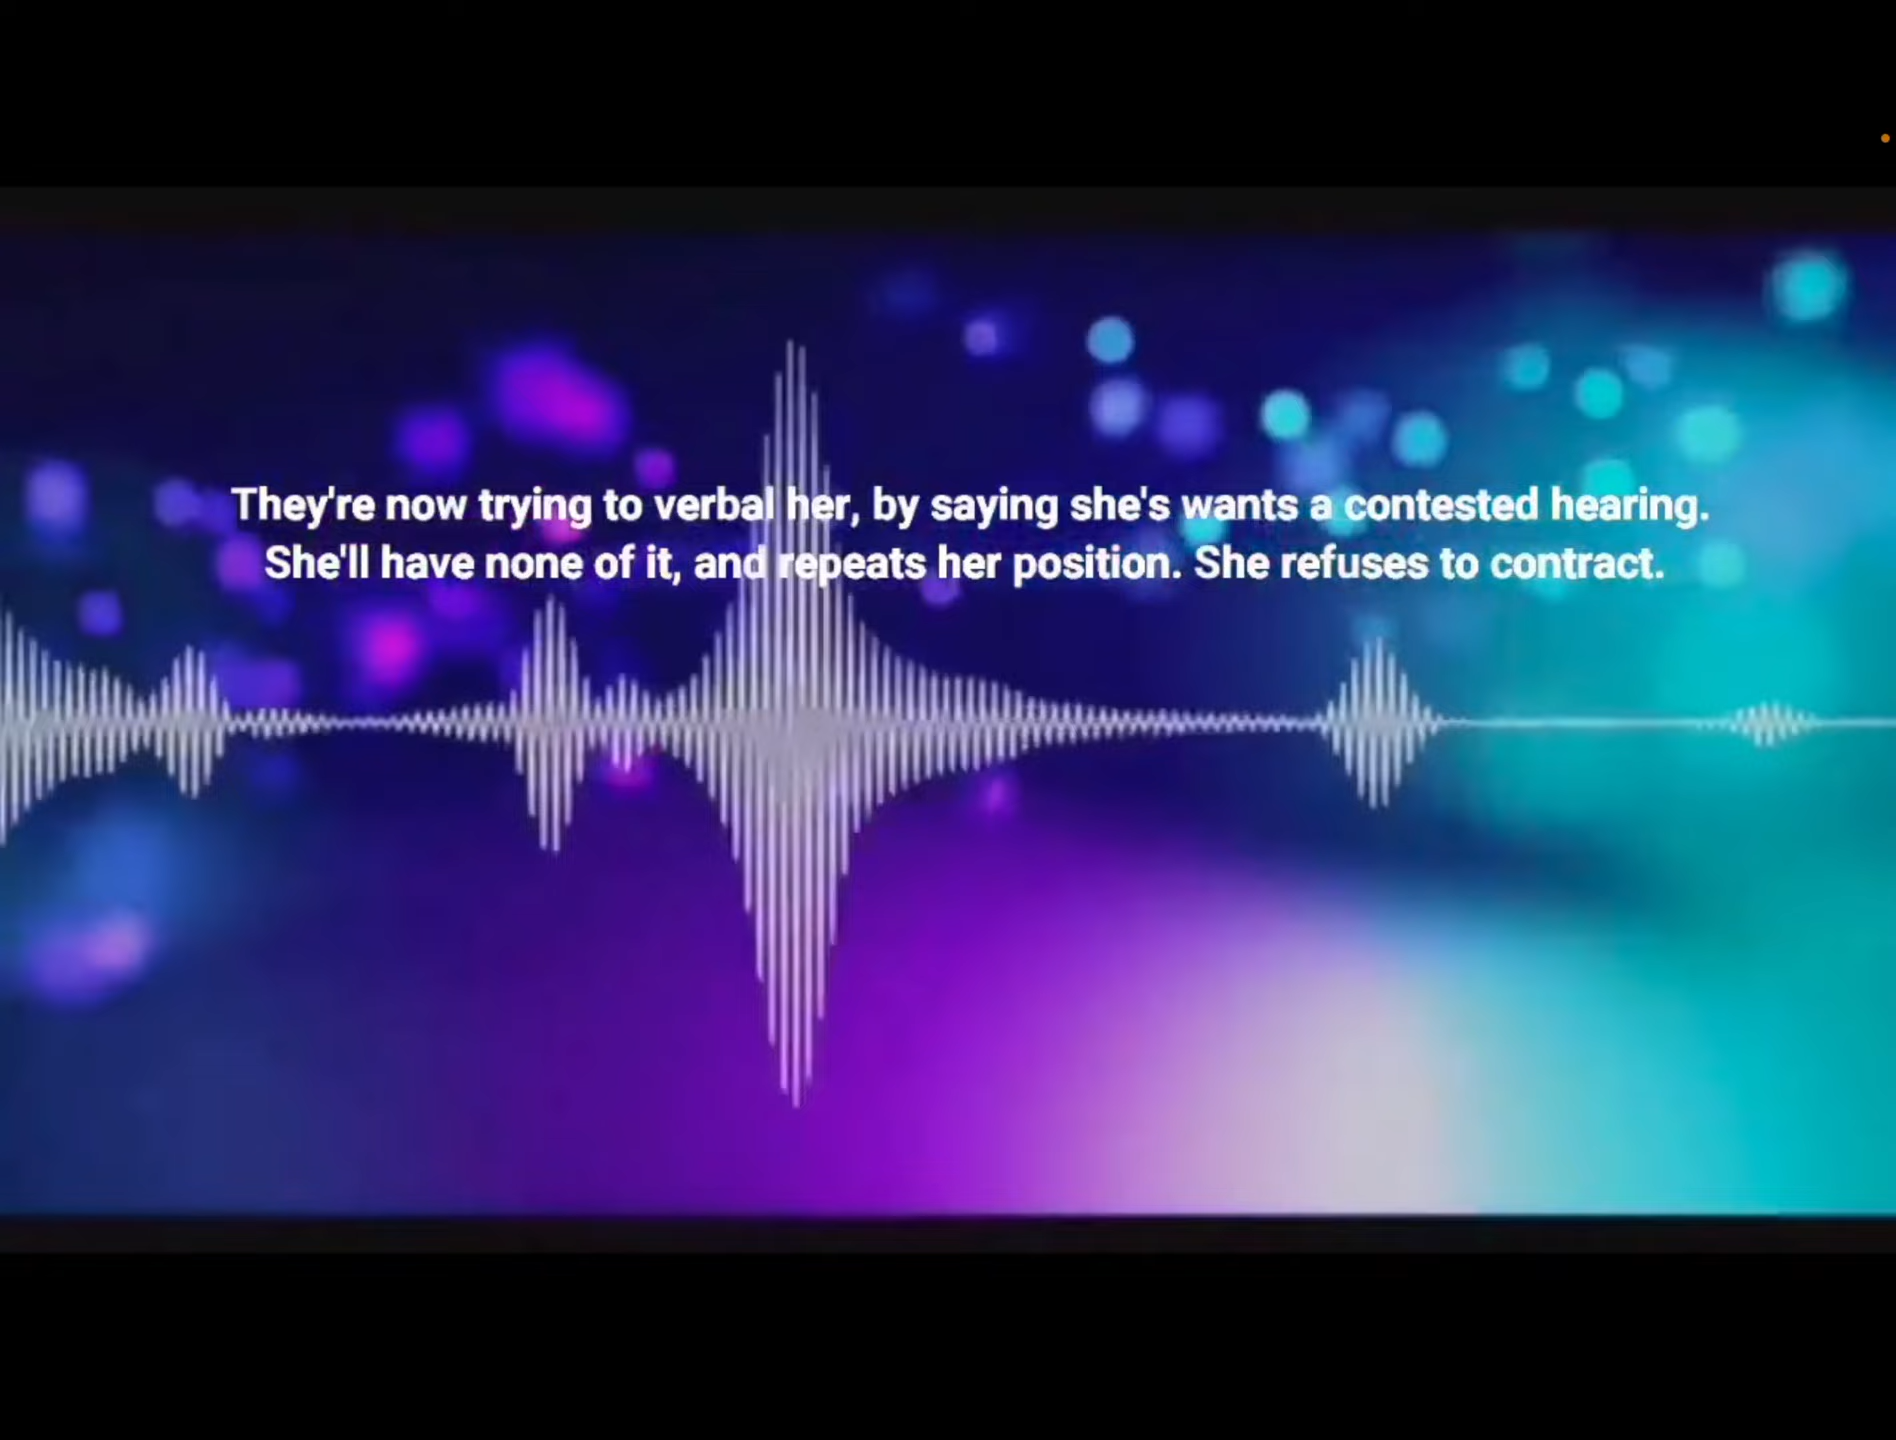 They're now trying to verbal her, by saying she's wants a contested hearing.
She'll have none of it, and repeats her position. She refuses to contract.